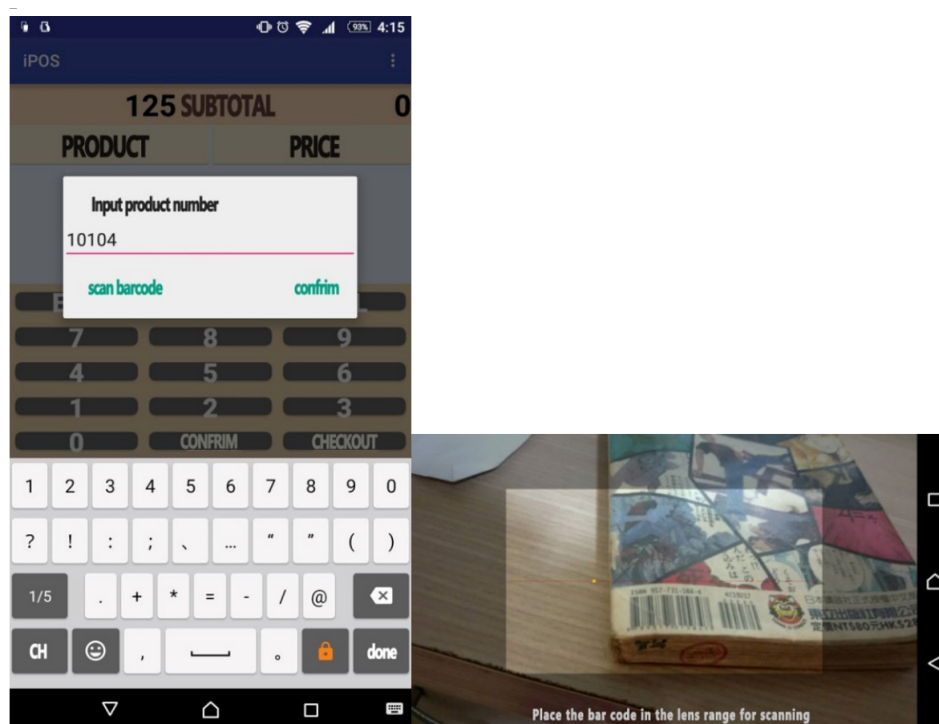 93% 4:15
iPOS
125 SUBTOTAL 0
PRODUCT PRICE
Input product number
10104
scan barcode confrim
7 8 9
4 5 6
1 2 3
0 CONFRIM CHECKOUT
1 2 3 4 5 6 7 8 9 0
? ! : ; 、 … " " ( )
1/5 . + * = - / @
CH , 。 done
Place the bar code in the lens range for scanning